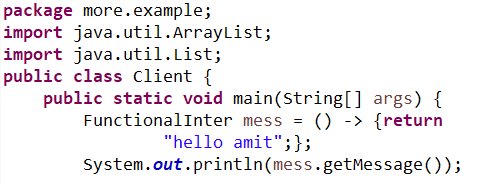 package more.example;
import java.util.ArrayList;
import java.util.List;
public class Client {
    public static void main(String[] args) {
        FunctionalInter mess = () -> {return
                "hello amit";};
        System.out.println(mess.getMessage());